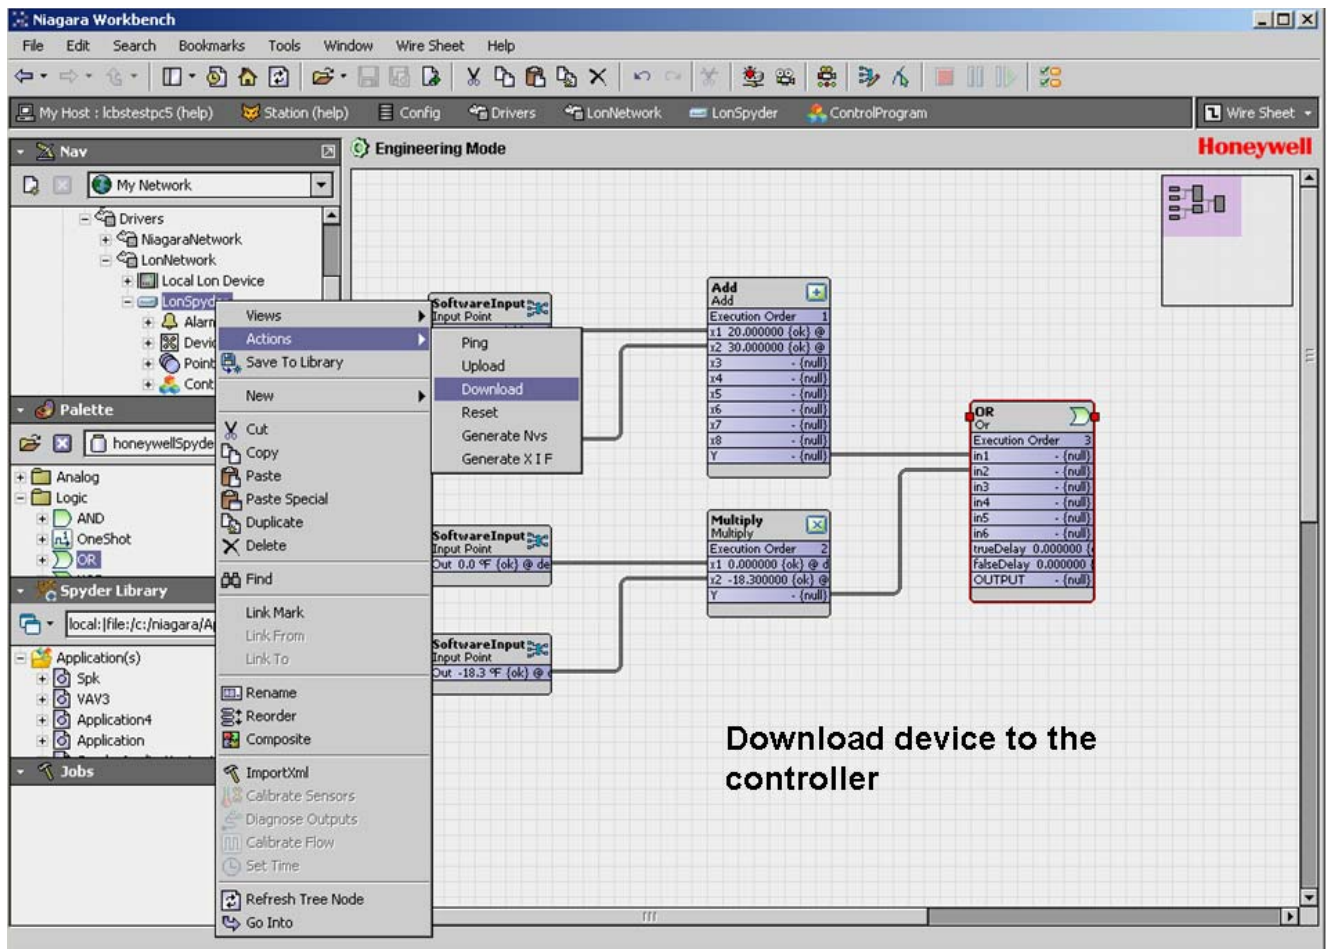 Niagara Workbench
File Edit Search Bookmarks Tools Window Wire Sheet Help
My Host : lcbstestpc5 (help) Station (help) Config Drivers LonNetwork LonSpyder ControlProgram Wire Sheet
Nav
Engineering Mode
Honeywell
My Network
Drivers
NiagaraNetwork
LonNetwork
Local Lon Device
LonSpyder
Alarm
Devic
Point
Cont
Palette
honeywellSpyde
Analog
Logic
AND
OneShot
OR
Spyder Library
local:|file:/c:/niagara/Ap
Application(s)
Spk
VAV3
Application4
Application
Jobs
Views
Actions
Save To Library
New
Cut
Copy
Paste
Paste Special
Duplicate
Delete
Find
Link Mark
Link From
Link To
Rename
Reorder
Composite
ImportXml
Calibrate Sensors
Diagnose Outputs
Calibrate Flow
Set Time
Refresh Tree Node
Go Into
Ping
Upload
Download
Reset
Generate Nvs
Generate X I F
SoftwareInput
Input Point
SoftwareInput
Input Point
Out 0.0 °F {ok} @ de
SoftwareInput
Input Point
Out -18.3 °F {ok} @ d
Add
Add
Execution Order 1
x1 20.000000 {ok} @
x2 30.000000 {ok} @
x3 - {null}
x4 - {null}
x5 - {null}
x6 - {null}
x7 - {null}
x8 - {null}
Y - {null}
Multiply
Multiply
Execution Order 2
x1 0.000000 {ok} @ d
x2 -18.300000 {ok} @
Y - {null}
OR
Or
Execution Order 3
in1 - {null}
in2 - {null}
in3 - {null}
in4 - {null}
in5 - {null}
in6 - {null}
trueDelay 0.000000 {
falseDelay 0.000000 {
OUTPUT - {null}
Download device to the
controller